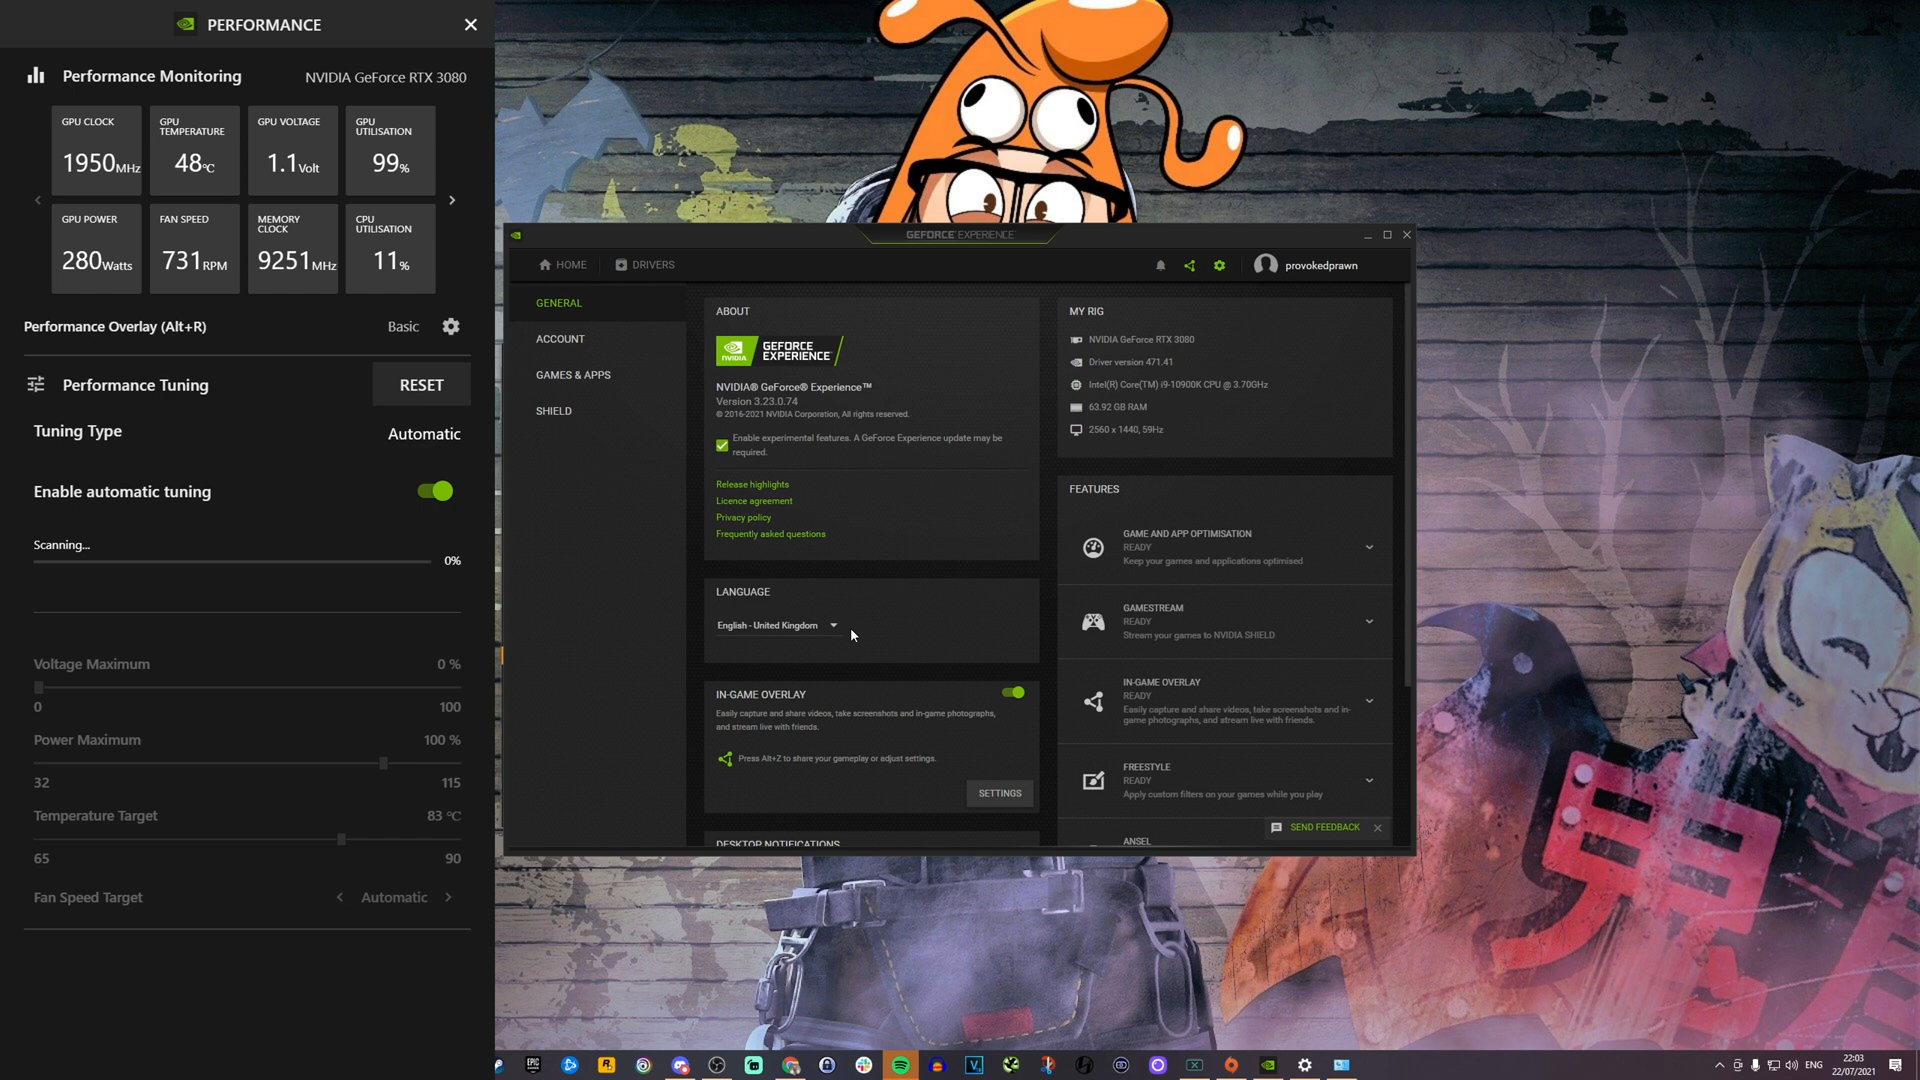 PERFORMANCE
Performance Monitoring
NVIDIA GeForce RTX 3080
GPU CLOCK
1950MHz
GPU
TEMPERATURE
48°C
GPU VOLTAGE
1.1Volt
GPU
UTILISATION
99%
GPU POWER
280Watts
FAN SPEED
731RPM
MEMORY
CLOCK
9251MHz
CPU
UTILISATION
11%
Performance Overlay (Alt+R)
Basic
Performance Tuning
RESET
Tuning Type
Automatic
Enable automatic tuning
Scanning...
0%
Voltage Maximum
0 %
0
100
Power Maximum
100 %
32
115
Temperature Target
83 °C
65
90
Fan Speed Target
Automatic
GEFORCE EXPERIENCE
HOME
DRIVERS
provokedprawn
GENERAL
ACCOUNT
GAMES & APPS
SHIELD
ABOUT
NVIDIA
GEFORCE
EXPERIENCE
NVIDIA® GeForce® Experience™
Version 3.23.0.74
© 2016-2021 NVIDIA Corporation, All rights reserved.
Enable experimental features. A GeForce Experience update may be
required.
Release highlights
Licence agreement
Privacy policy
Frequently asked questions
LANGUAGE
English - United Kingdom
IN-GAME OVERLAY
Easily capture and share videos, take screenshots and in-game photographs,
and stream live with friends.
Press Alt+Z to share your gameplay or adjust settings.
SETTINGS
DESKTOP NOTIFICATIONS
MY RIG
NVIDIA GeForce RTX 3080
Driver version 471.41
Intel(R) Core(TM) i9-10900K CPU @ 3.70GHz
63.92 GB RAM
2560 x 1440, 59Hz
FEATURES
GAME AND APP OPTIMISATION
READY
Keep your games and applications optimised
GAMESTREAM
READY
Stream your games to NVIDIA SHIELD
IN-GAME OVERLAY
READY
Easily capture and share videos, take screenshots and in-
game photographs, and stream live with friends.
FREESTYLE
READY
Apply custom filters on your games while you play
ANSEL
SEND FEEDBACK
EPIC
ENG
22:03
22/07/2021